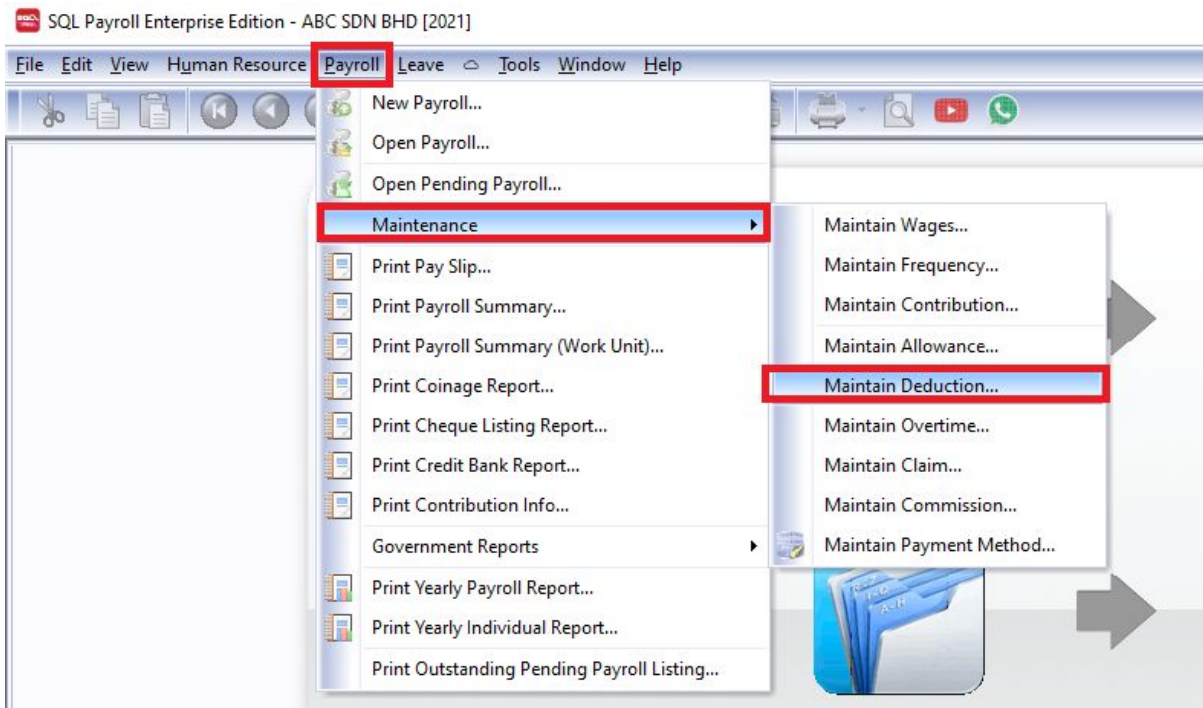 SQL Payroll Enterprise Edition - ABC SDN BHD [2021]
File Edit View Human Resource Payroll Leave Tools Window Help
New Payroll...
Open Payroll...
Open Pending Payroll...
Maintenance
Print Pay Slip...
Print Payroll Summary...
Print Payroll Summary (Work Unit)...
Print Coinage Report...
Print Cheque Listing Report...
Print Credit Bank Report...
Print Contribution Info...
Government Reports
Print Yearly Payroll Report...
Print Yearly Individual Report...
Print Outstanding Pending Payroll Listing...
Maintain Wages...
Maintain Frequency...
Maintain Contribution...
Maintain Allowance...
Maintain Deduction...
Maintain Overtime...
Maintain Claim...
Maintain Commission...
Maintain Payment Method...
A-H